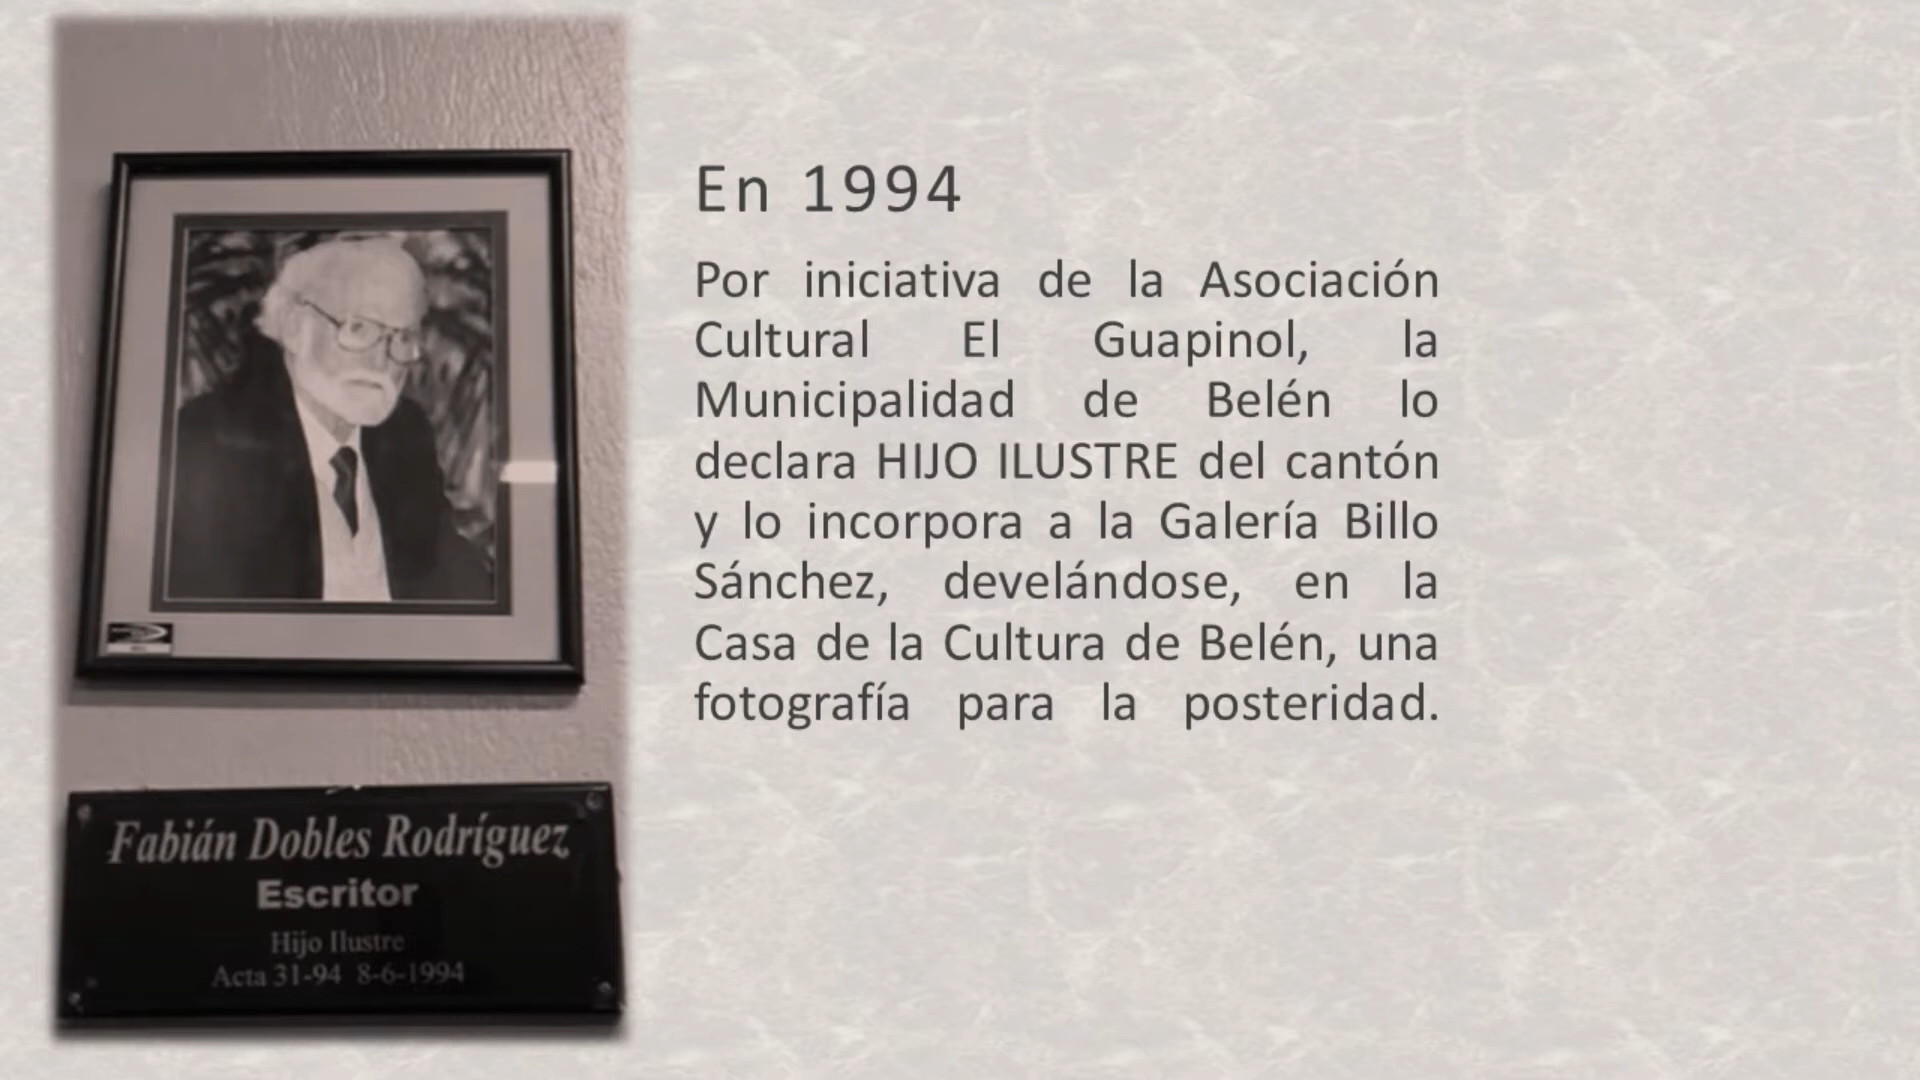 En 1994
Por iniciativa de la Asociación
Cultural El Guapinol, la
Municipalidad de Belén lo
declara HIJO ILUSTRE del cantón
y lo incorpora a la Galería Billo
Sánchez, develándose, en la
Casa de la Cultura de Belén, una
fotografía para la posteridad.
Fabián Dobles Rodríguez
Escritor
Hijo Ilustre
Acta 31-94 8-6-1994